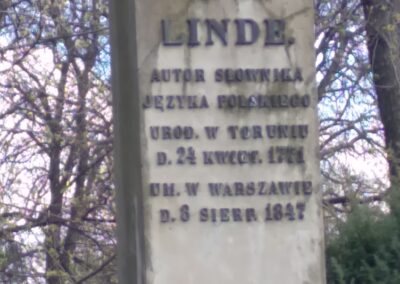 LINDE.
AUTOR SŁOWNIKA
JĘZYKA POLSKIEGO
UROD. W TORUNIU
D. 24 KWIET. 1771
UM. W WARSZAWIE
D. 8 SIERP. 1847